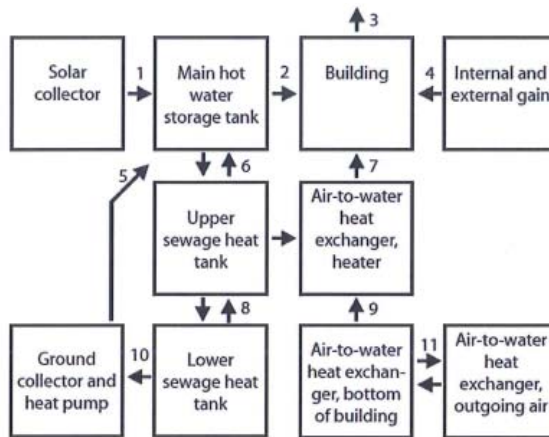 3
Solar
collector
1
Main hot
water
storage tank
2
Building
4
Internal and
external gain
5
6
7
Upper
sewage heat
tank
Air-to-water
heat
exchanger,
heater
8
9
Ground
collector and
heat pump
10
Lower
sewage heat
tank
Air-to-water
heat exchan-
ger, bottom
of building
11
Air-to-water
heat
exchanger,
outgoing air